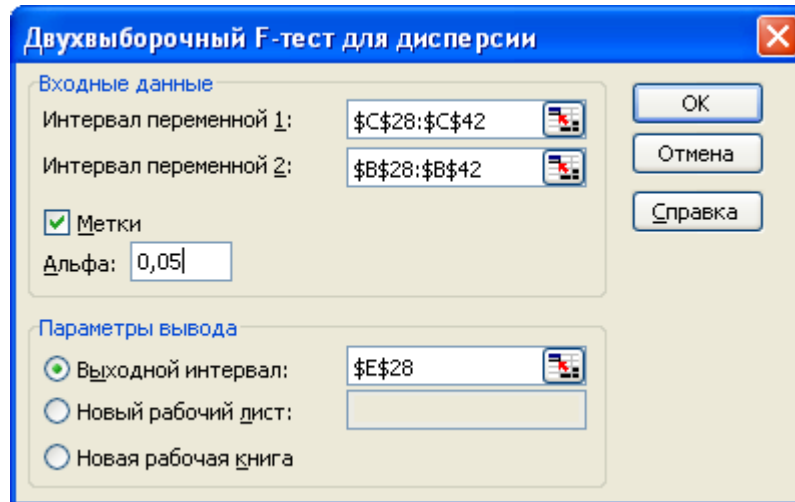 Двухвыборочный F-тест для дисперсии
Входные данные
Интервал переменной 1: $C$28:$C$42
Интервал переменной 2: $B$28:$B$42
Метки
Альфа: 0,05
ОК
Отмена
Справка
Параметры вывода
Выходной интервал: $E$28
Новый рабочий лист:
Новая рабочая книга